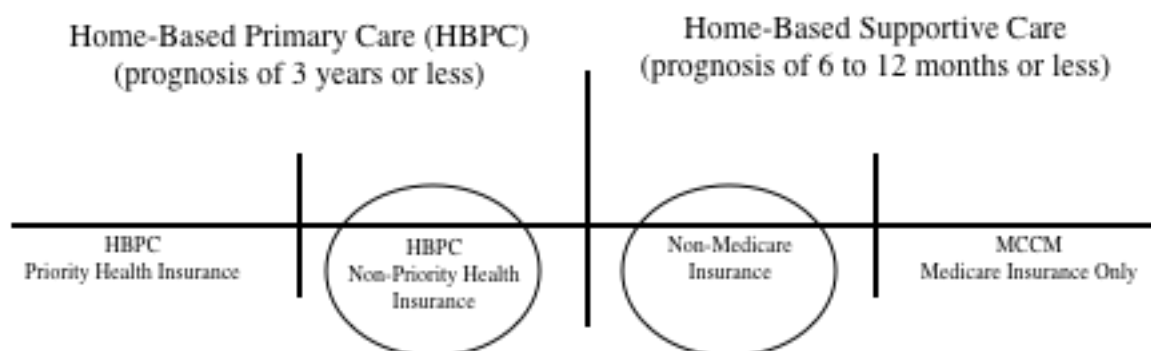 Home-Based Primary Care (HBPC)
(prognosis of 3 years or less)
Home-Based Supportive Care
(prognosis of 6 to 12 months or less)
HBPC
Priority Health Insurance
HBPC
Non-Priority Health
Insurance
Non-Medicare
Insurance
MCCM
Medicare Insurance Only